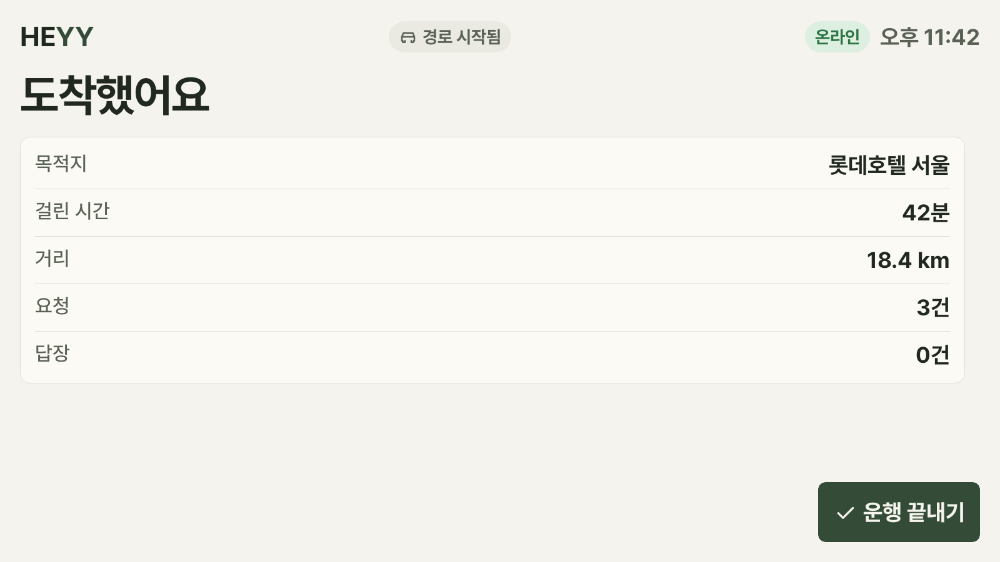 HEYY
경로 시작됨
온라인 오후 11:42
도착했어요
목적지 롯데호텔 서울
걸린 시간 42분
거리 18.4 km
요청 3건
답장 0건
운행 끝내기